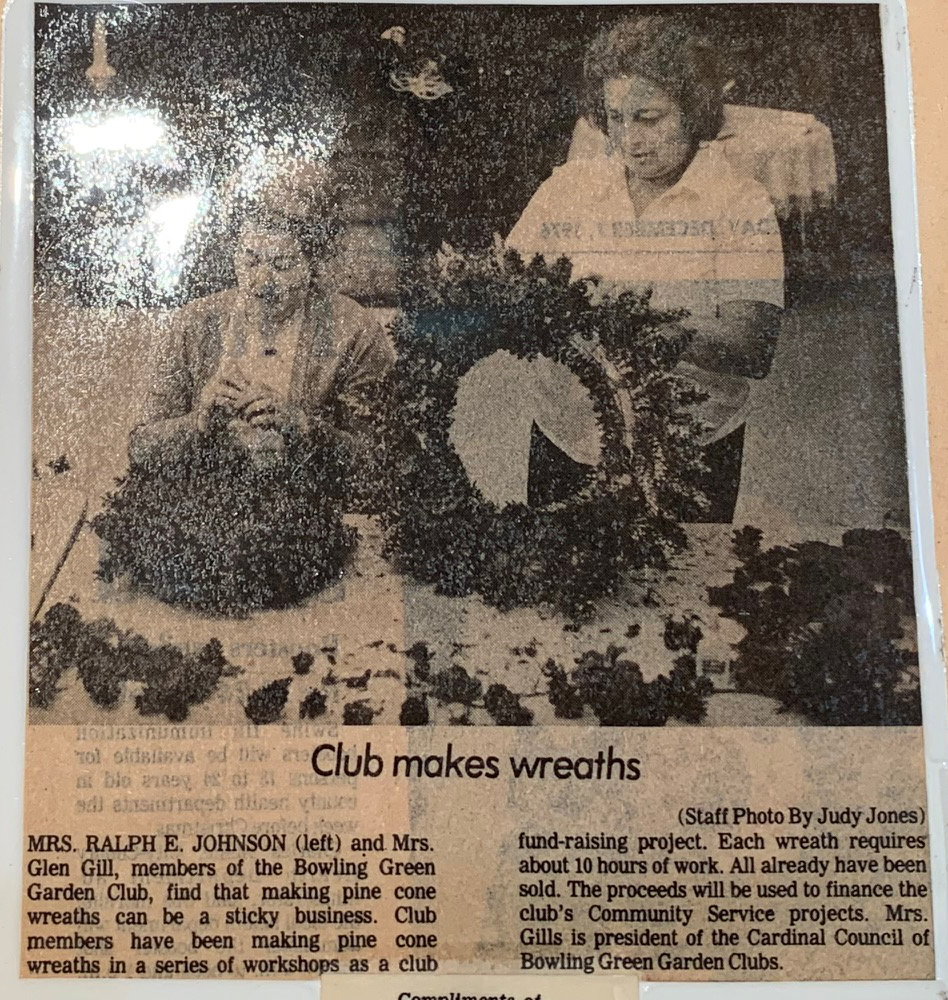 Club makes wreaths
(Staff Photo By Judy Jones)
MRS. RALPH E. JOHNSON (left) and Mrs.
Glen Gill, members of the Bowling Green
Garden Club, find that making pine cone
wreaths can be a sticky business. Club
members have been making pine cone
wreaths in a series of workshops as a club
fund-raising project. Each wreath requires
about 10 hours of work. All already have been
sold. The proceeds will be used to finance the
club's Community Service projects. Mrs.
Gills is president of the Cardinal Council of
Bowling Green Garden Clubs.
Compliments of